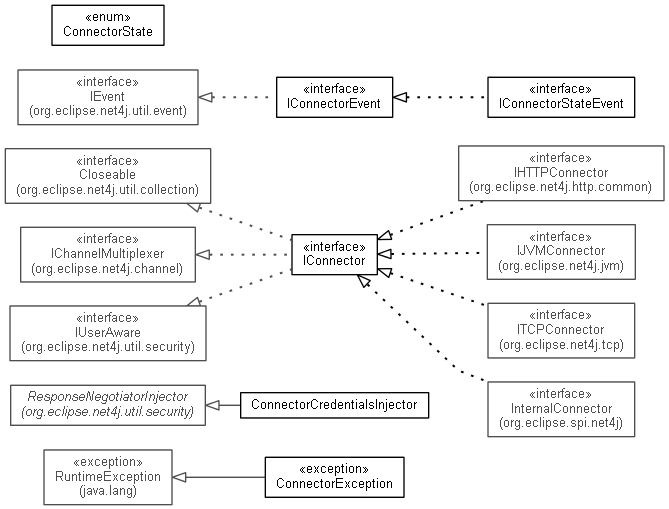 «enum»
ConnectorState
«interface»
IEvent
(org.eclipse.net4j.util.event)
«interface»
IConnectorEvent
«interface»
IConnectorStateEvent
«interface»
Closeable
(org.eclipse.net4j.util.collection)
«interface»
IHTTPConnector
(org.eclipse.net4j.http.common)
«interface»
IChannelMultiplexer
(org.eclipse.net4j.channel)
«interface»
IConnector
«interface»
IJVMConnector
(org.eclipse.net4j.jvm)
«interface»
IUserAware
(org.eclipse.net4j.util.security)
«interface»
ITCPConnector
(org.eclipse.net4j.tcp)
ResponseNegotiatorInjector
(org.eclipse.net4j.util.security)
ConnectorCredentialsInjector
«interface»
InternalConnector
(org.eclipse.spi.net4j)
«exception»
RuntimeException
(java.lang)
«exception»
ConnectorException